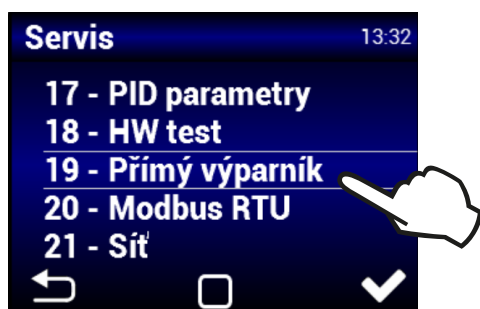 Servis 13:32
17 - PID parametry
18 - HW test
19 - Přímý výparník
20 - Modbus RTU
21 - Síť